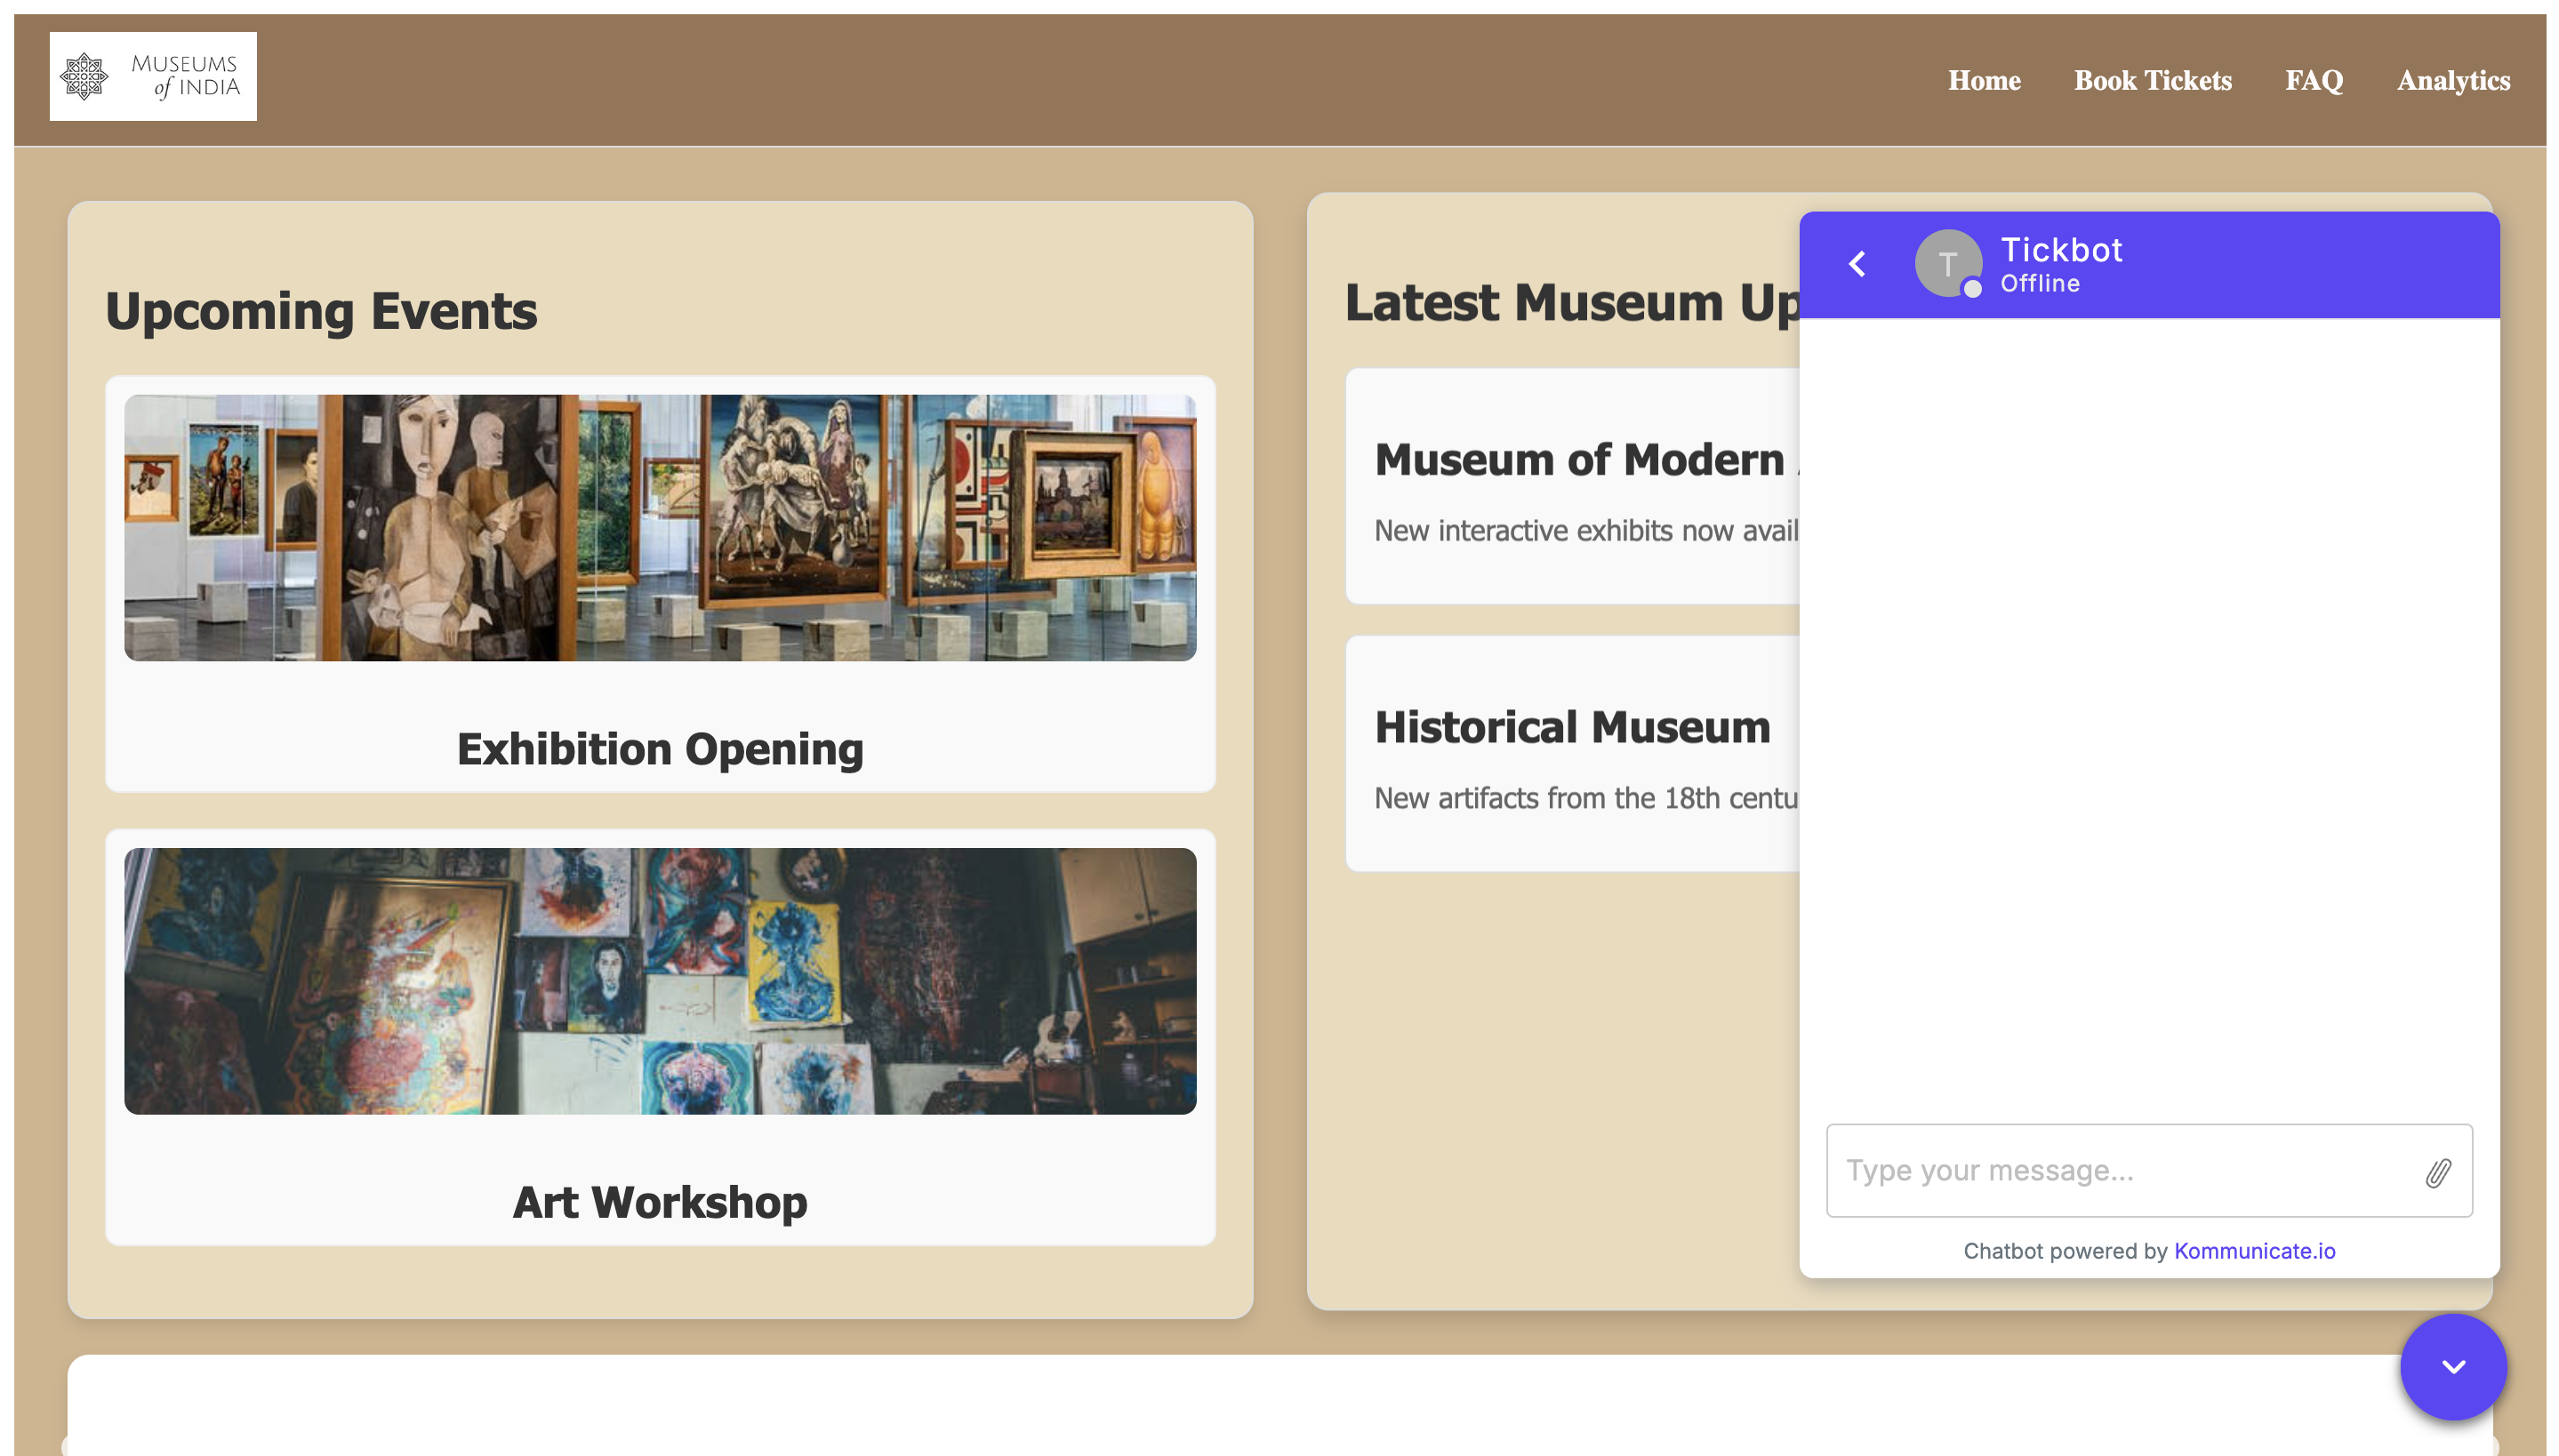 MUSEUMS
of INDIA
Home
Book Tickets
FAQ
Analytics
Upcoming Events
Exhibition Opening
Art Workshop
Latest Museum Up
Museum of Modern
New interactive exhibits now avail
Historical Museum
New artifacts from the 18th centu
T
Tickbot
Offline
Type your message...
Chatbot powered by Kommunicate.io